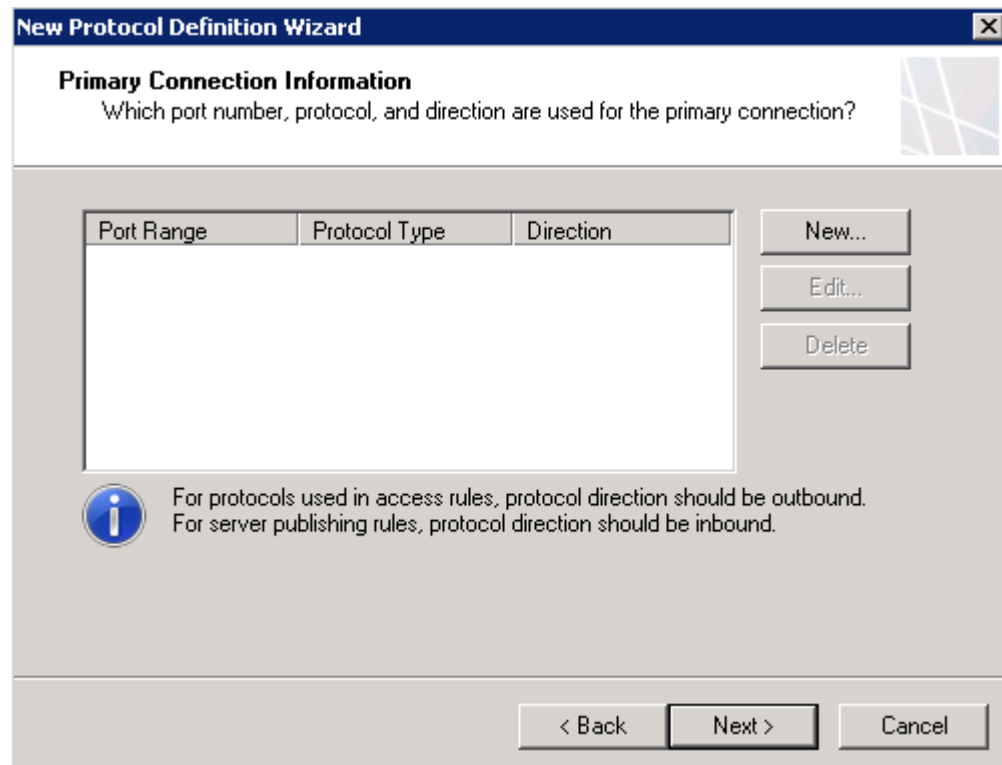 New Protocol Definition Wizard
Primary Connection Information
Which port number, protocol, and direction are used for the primary connection?
Port Range Protocol Type Direction
New...
Edit...
Delete
For protocols used in access rules, protocol direction should be outbound.
For server publishing rules, protocol direction should be inbound.
< Back Next > Cancel